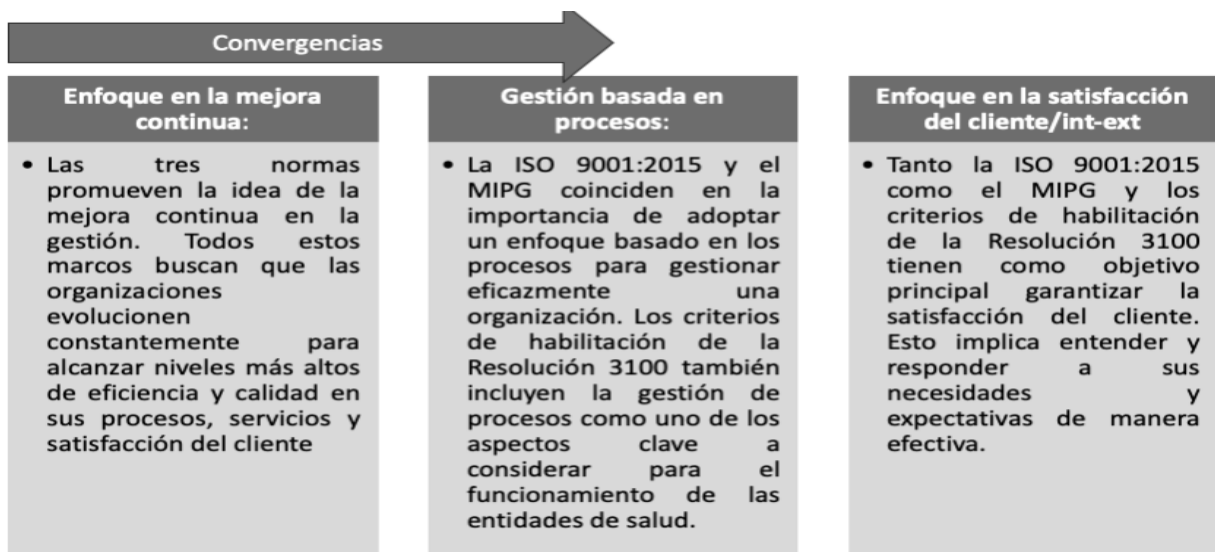 Convergencias
Enfoque en la mejora
continua:
• Las tres normas
promueven la idea de la
mejora continua en la
gestión. Todos estos
marcos buscan que las
organizaciones
evolucionen
constantemente para
alcanzar niveles más altos
de eficiencia y calidad en
sus procesos, servicios y
satisfacción del cliente
Gestión basada en
procesos:
• La ISO 9001:2015 y el
MIPG coinciden en la
importancia de adoptar
un enfoque basado en los
procesos para gestionar
eficazmente una
organización. Los criterios
de habilitación de la
Resolución 3100 también
incluyen la gestión de
procesos como uno de los
aspectos clave a
considerar para el
funcionamiento de las
entidades de salud.
Enfoque en la satisfacción
del cliente/int-ext
• Tanto la ISO 9001:2015
como el MIPG y los
criterios de habilitación
de la Resolución 3100
tienen como objetivo
principal garantizar la
satisfacción del cliente.
Esto implica entender y
responder a sus
necesidades y
expectativas de manera
efectiva.